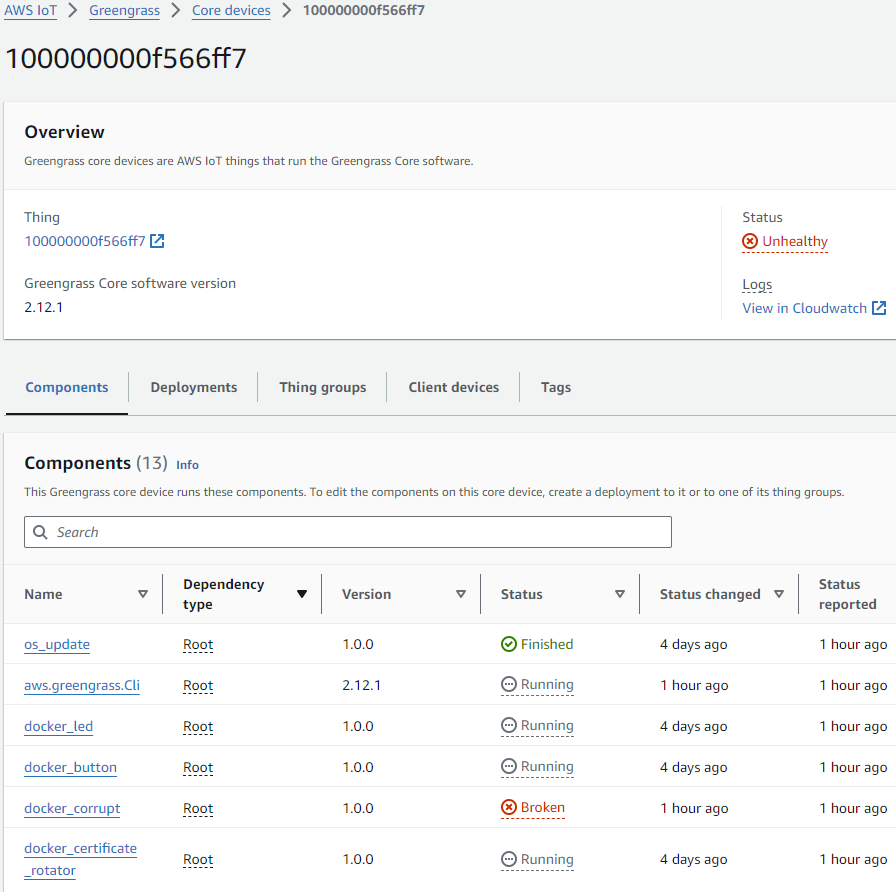 AWS IoT > Greengrass > Core devices > 100000000f566ff7
100000000f566ff7
Overview
Greengrass core devices are AWS IoT things that run the Greengrass Core software.
Thing
100000000f566ff7
Status
Unhealthy
Greengrass Core software version
2.12.1
Logs
View in Cloudwatch
Components Deployments Thing groups Client devices Tags
Components (13) Info
This Greengrass core device runs these components. To edit the components on this core device, create a deployment to it or to one of its thing groups.
Search
Name Dependency type Version Status Status changed Status reported
os_update Root 1.0.0 Finished 4 days ago 1 hour ago
aws.greengrass.Cli Root 2.12.1 Running 1 hour ago 1 hour ago
docker_led Root 1.0.0 Running 4 days ago 1 hour ago
docker_button Root 1.0.0 Running 4 days ago 1 hour ago
docker_corrupt Root 1.0.0 Broken 1 hour ago 1 hour ago
docker_certificate_rotator Root 1.0.0 Running 4 days ago 1 hour ago